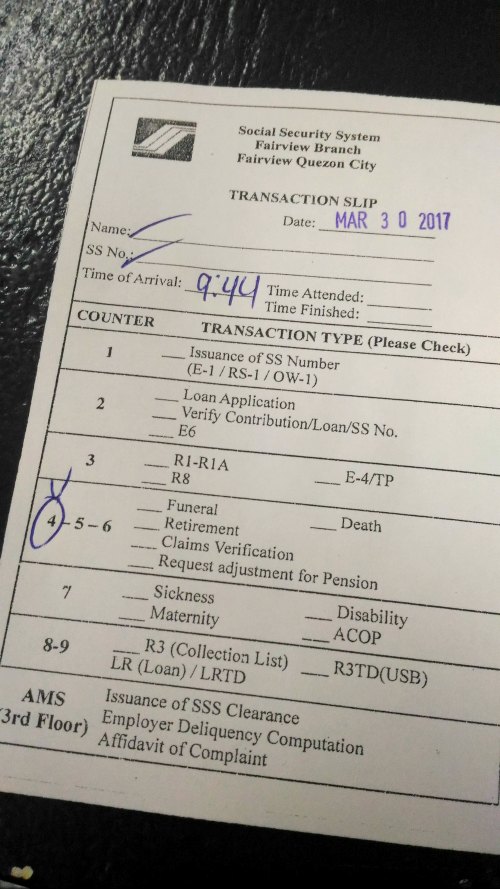 Social Security System
Fairview Branch
Fairview Quezon City
TRANSACTION SLIP
Date: MAR 30 2017
Name:
SS No.:
Time of Arrival: 9:44 Time Attended:
Time Finished:
COUNTER TRANSACTION TYPE (Please Check)
1 Issuance of SS Number
(E-1 / RS-1 / OW-1)
2 Loan Application
Verify Contribution/Loan/SS No.
E6
3 R1-R1A E-4/TP
R8
4 - 5 - 6 Funeral Death
Retirement
Claims Verification
Request adjustment for Pension
7 Sickness Disability
Maternity ACOP
8-9 R3 (Collection List) R3TD(USB)
LR (Loan) / LRTD
AMS Issuance of SSS Clearance
(3rd Floor) Employer Deliquency Computation
Affidavit of Complaint